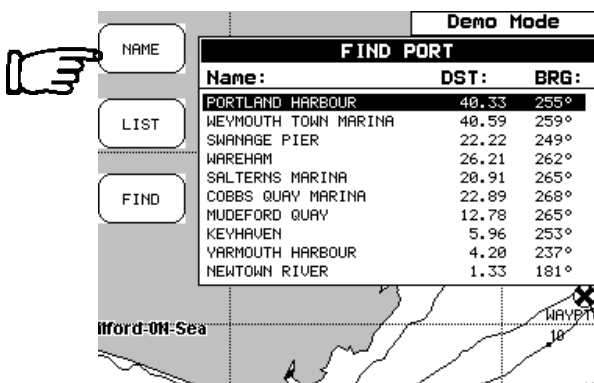 Demo Mode
NAME
FIND PORT
Name: DST: BRG:
PORTLAND HARBOUR 40.33 255°
WEYMOUTH TOWN MARINA 40.59 259°
LIST
SWANAGE PIER 22.22 249°
WAREHAM 26.21 262°
SALTERNS MARINA 20.91 265°
FIND
COBBS QUAY MARINA 22.89 268°
MUDEFORD QUAY 12.78 265°
KEYHAVEN 5.96 253°
YARMOUTH HARBOUR 4.20 237°
NEWTOWN RIVER 1.33 181°
WAYPT
ilford-ON-Sea
10